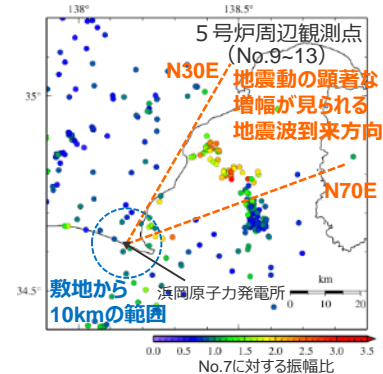 138°
138.5°
５号炉周辺観測点
（No.9~13）
35°
N30E
地震動の顕著な
増幅が見られる
地震波到来方向
N70E
敷地から
10kmの範囲
浜岡原子力発電所
km
0 10 20
34.5°
0.0 0.5 1.0 1.5 2.0 2.5 3.0 3.5
No.7に対する振幅比